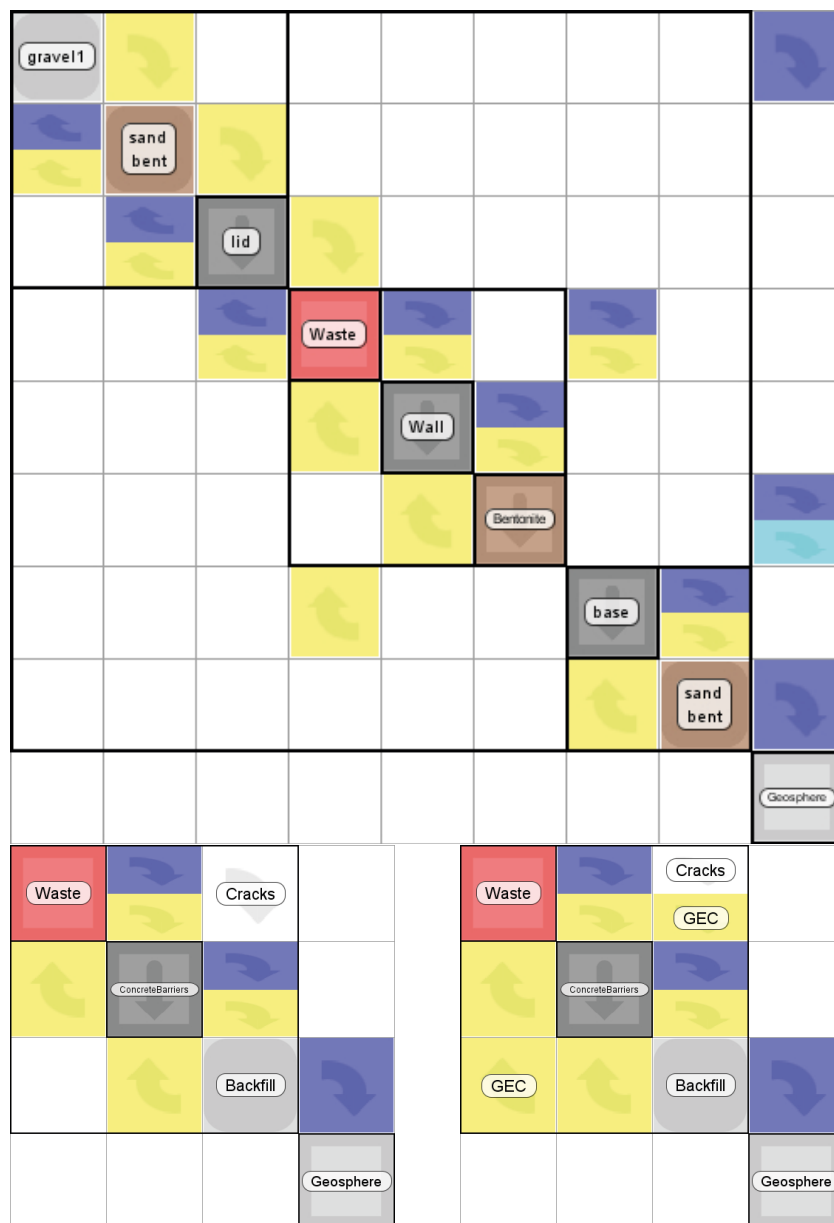 gravel1
sand
bent
lid
Waste
Wall
Bentonite
base
sand
bent
Geosphere
Waste
Cracks
ConcreteBarriers
Backfill
Geosphere
Waste
Cracks
GEC
ConcreteBarriers
GEC
Backfill
Geosphere